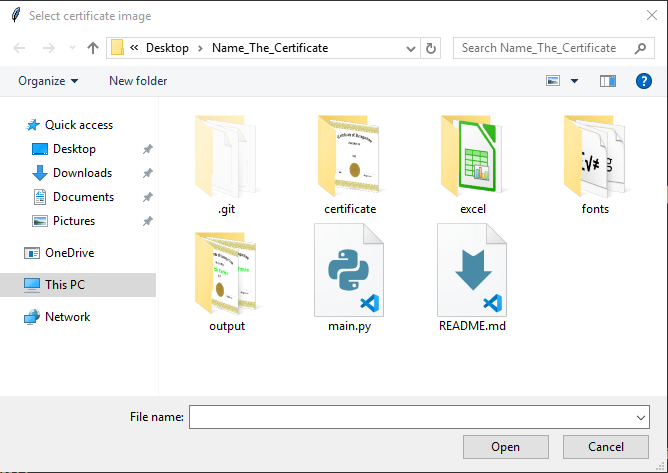 Select certificate image
« Desktop > Name_The_Certificate
Search Name_The_Certificate
Organize
New folder
Quick access
Desktop
Downloads
Documents
Pictures
OneDrive
This PC
Network
.git
certificate
excel
fonts
output
main.py
README.md
File name:
Open
Cancel